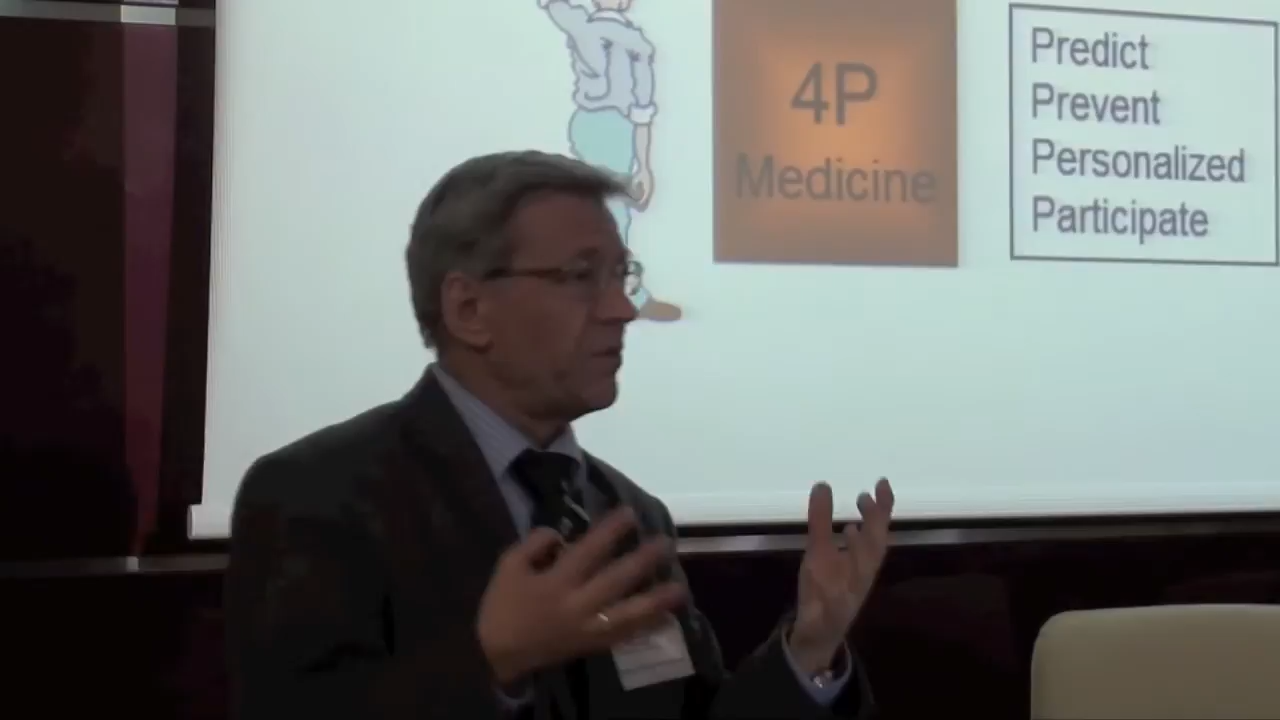 4P
Medicine
Predict
Prevent
Personalized
Participate